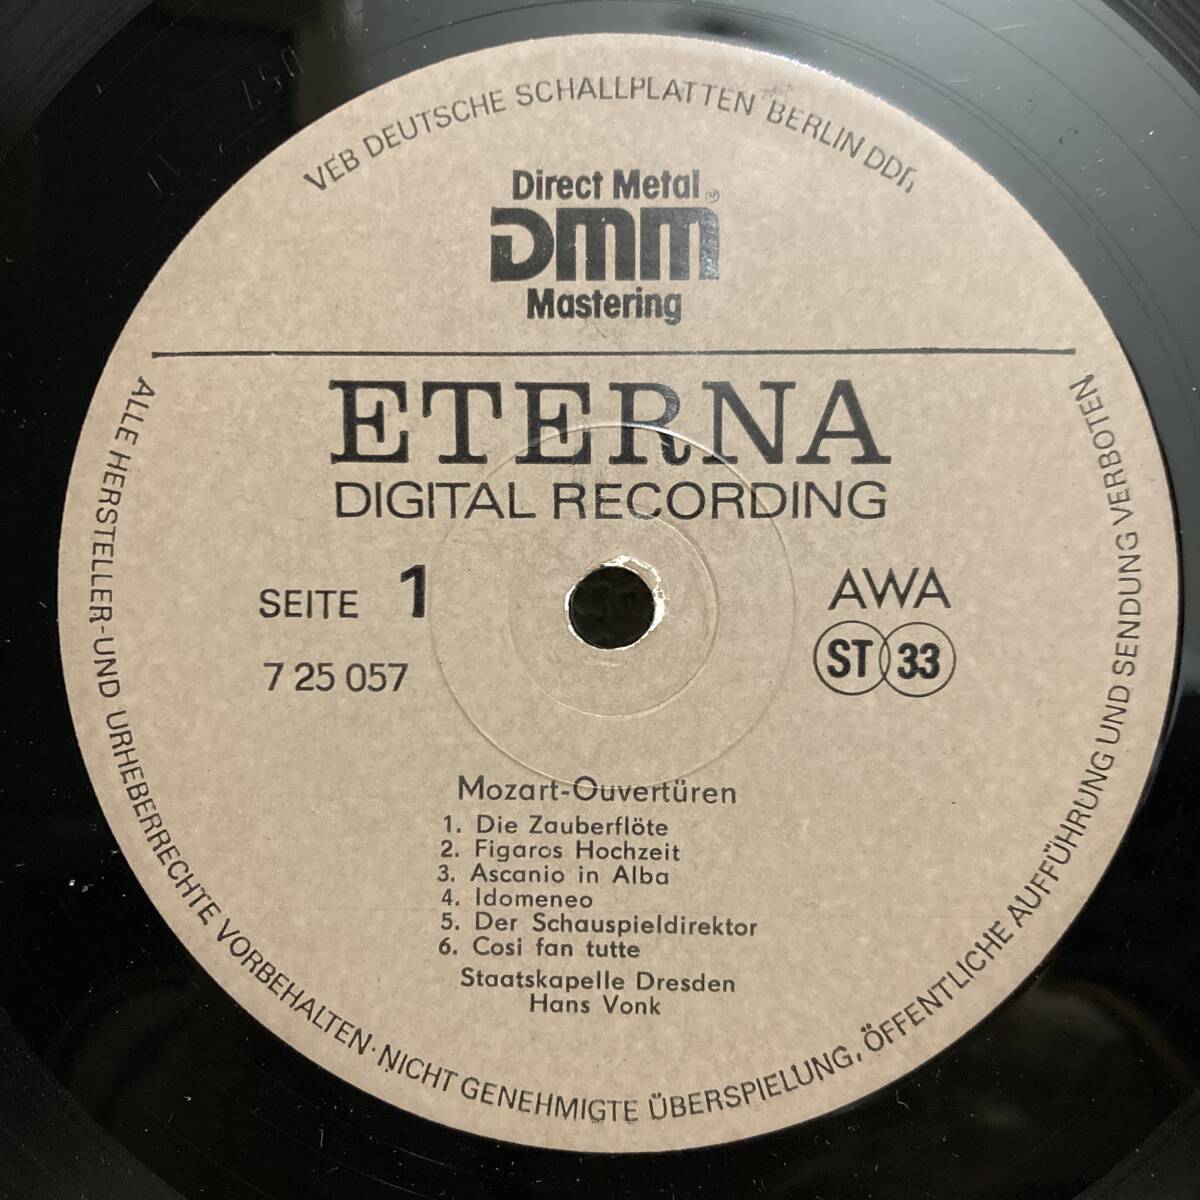 VEB DEUTSCHE SCHALLPLATTEN BERLIN DDR
Direct Metal
DMM
Mastering
ETERNA
DIGITAL RECORDING
SEITE 1
AWA
7 25 057
ST 33
Mozart-Ouvertüren
1. Die Zauberflöte
2. Figaros Hochzeit
3. Ascanio in Alba
4. Idomeneo
5. Der Schauspieldirektor
6. Cosi fan tutte
Staatskapelle Dresden
Hans Vonk
ALLE HERSTELLER-UND URHEBERRECHTE VORBEHALTEN·NICHT GENEHMIGTE ÜBERSPIELUNG, ÖFFENTLICHE AUFFÜHRUNG UND SENDUNG VERBOTEN